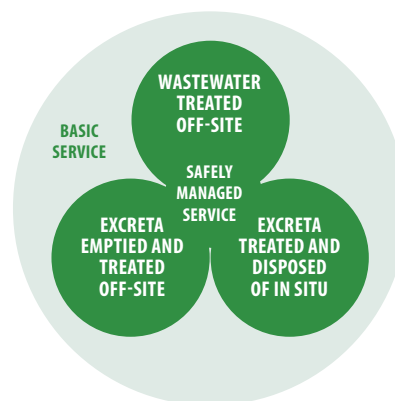 WASTEWATER
TREATED
OFF-SITE
BASIC
SERVICE
SAFELY
MANAGED
SERVICE
EXCRETA
EMPTIED AND
TREATED
OFF-SITE
EXCRETA
TREATED AND
DISPOSED
OF IN SITU